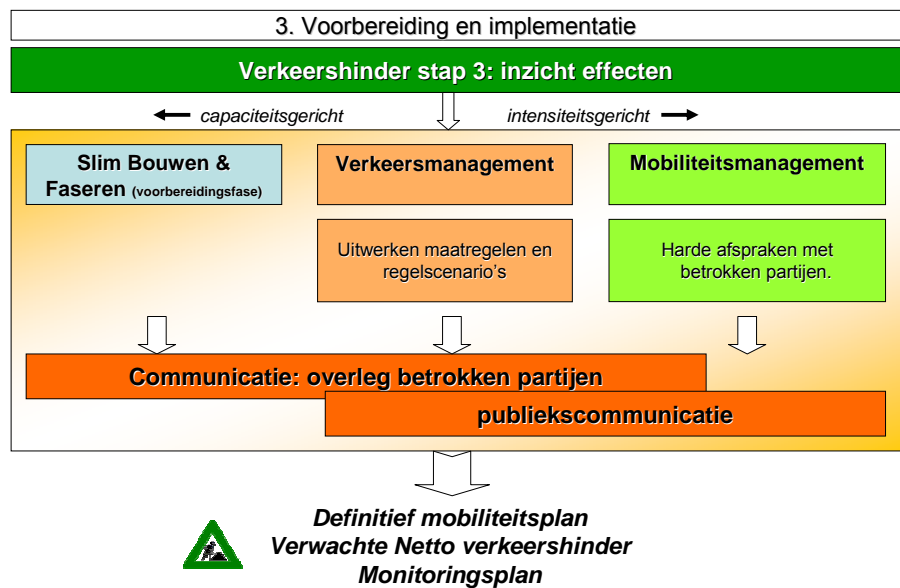 3. Voorbereiding en implementatie
Verkeershinder stap 3: inzicht effecten
capaciteitsgericht
intensiteitsgericht
Slim Bouwen &
Faseren (voorbereidingsfase)
Verkeersmanagement
Mobiliteitsmanagement
Uitwerken maatregelen en
regelscenario's
Harde afspraken met
betrokken partijen.
Communicatie: overleg betrokken partijen
publiekscommunicatie
Definitief mobiliteitsplan
Verwachte Netto verkeershinder
Monitoringsplan